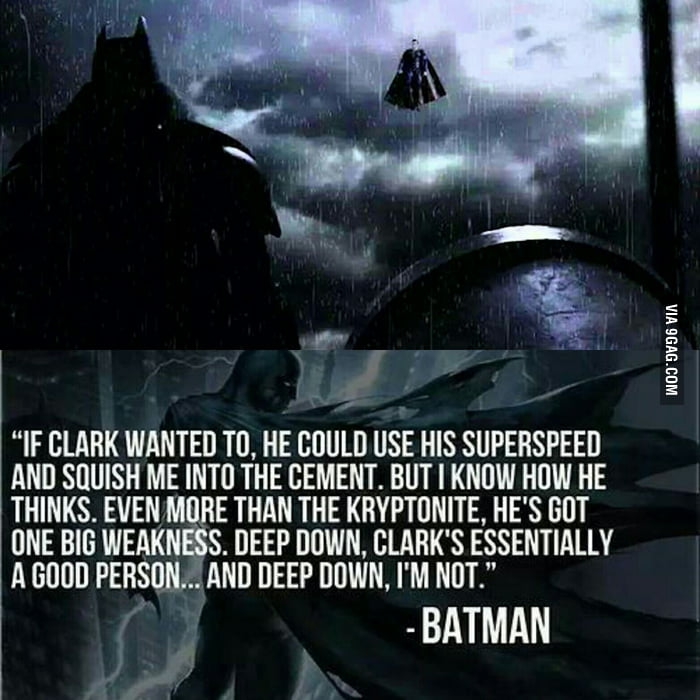 VIA 9GAG.COM
“IF CLARK WANTED TO, HE COULD USE HIS SUPERSPEED
AND SQUISH ME INTO THE CEMENT. BUT I KNOW HOW HE
THINKS. EVEN MORE THAN THE KRYPTONITE, HE'S GOT
ONE BIG WEAKNESS. DEEP DOWN, CLARK'S ESSENTIALLY
A GOOD PERSON... AND DEEP DOWN, I'M NOT.”
- BATMAN